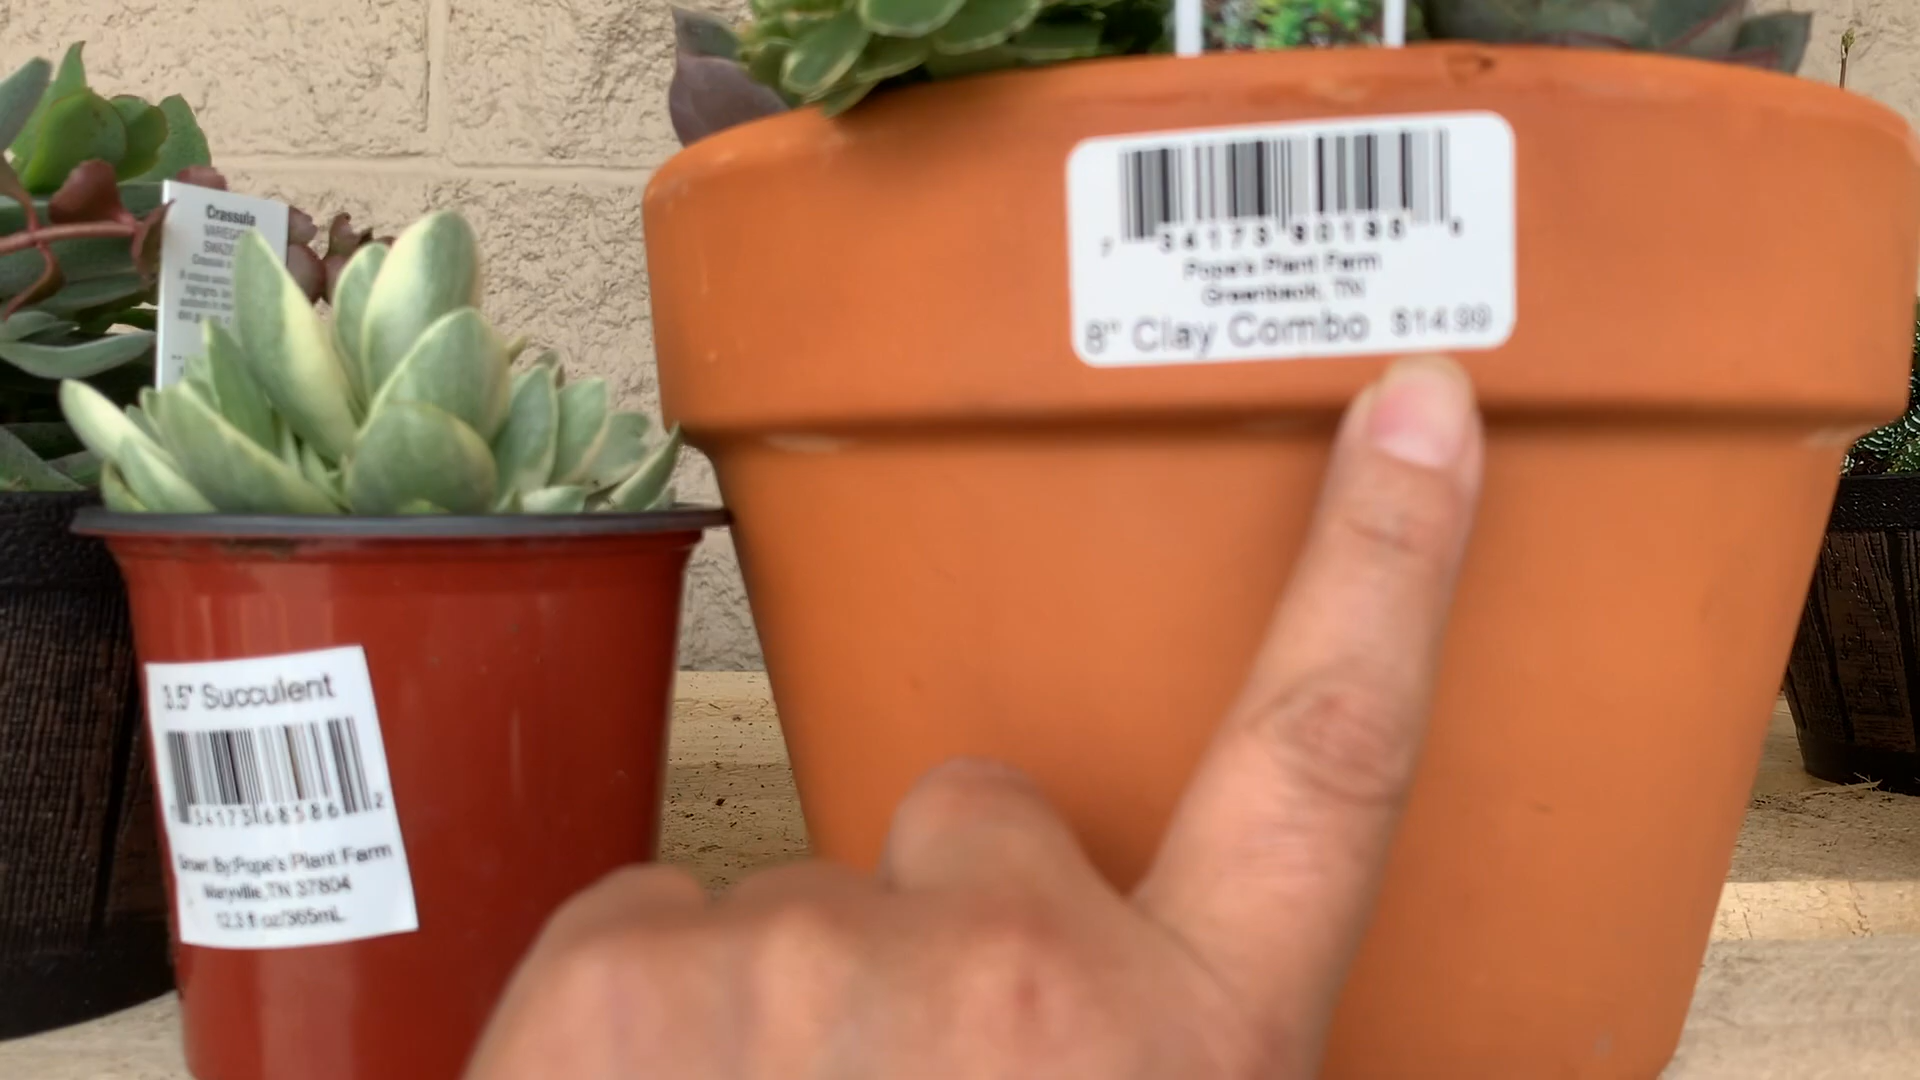 Crassula
3.5" Succulent
7 34173 68586 2
Grown By:Pope's Plant Farm
Maryville,TN 37804
12.3 fl oz/365mL
7 34173 90198 9
Pope's Plant Farm
Greenback, TN
8" Clay Combo $14.99